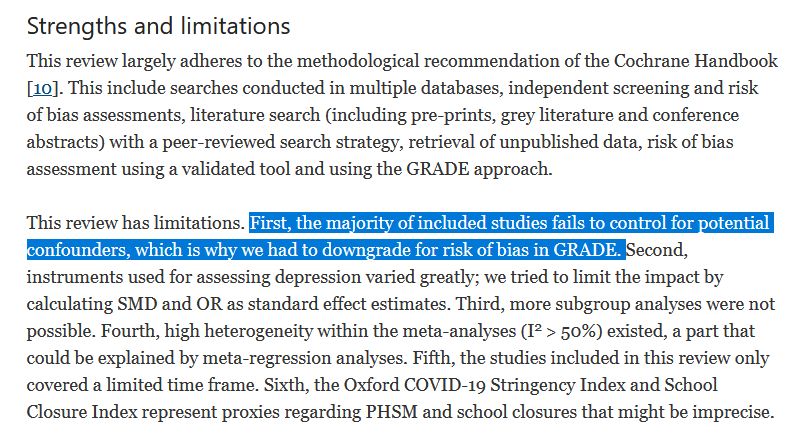 Strengths and limitations
This review largely adheres to the methodological recommendation of the Cochrane Handbook
[10]. This include searches conducted in multiple databases, independent screening and risk
of bias assessments, literature search (including pre-prints, grey literature and conference
abstracts) with a peer-reviewed search strategy, retrieval of unpublished data, risk of bias
assessment using a validated tool and using the GRADE approach.
This review has limitations. First, the majority of included studies fails to control for potential
confounders, which is why we had to downgrade for risk of bias in GRADE. Second,
instruments used for assessing depression varied greatly; we tried to limit the impact by
calculating SMD and OR as standard effect estimates. Third, more subgroup analyses were not
possible. Fourth, high heterogeneity within the meta-analyses (I² > 50%) existed, a part that
could be explained by meta-regression analyses. Fifth, the studies included in this review only
covered a limited time frame. Sixth, the Oxford COVID-19 Stringency Index and School
Closure Index represent proxies regarding PHSM and school closures that might be imprecise.